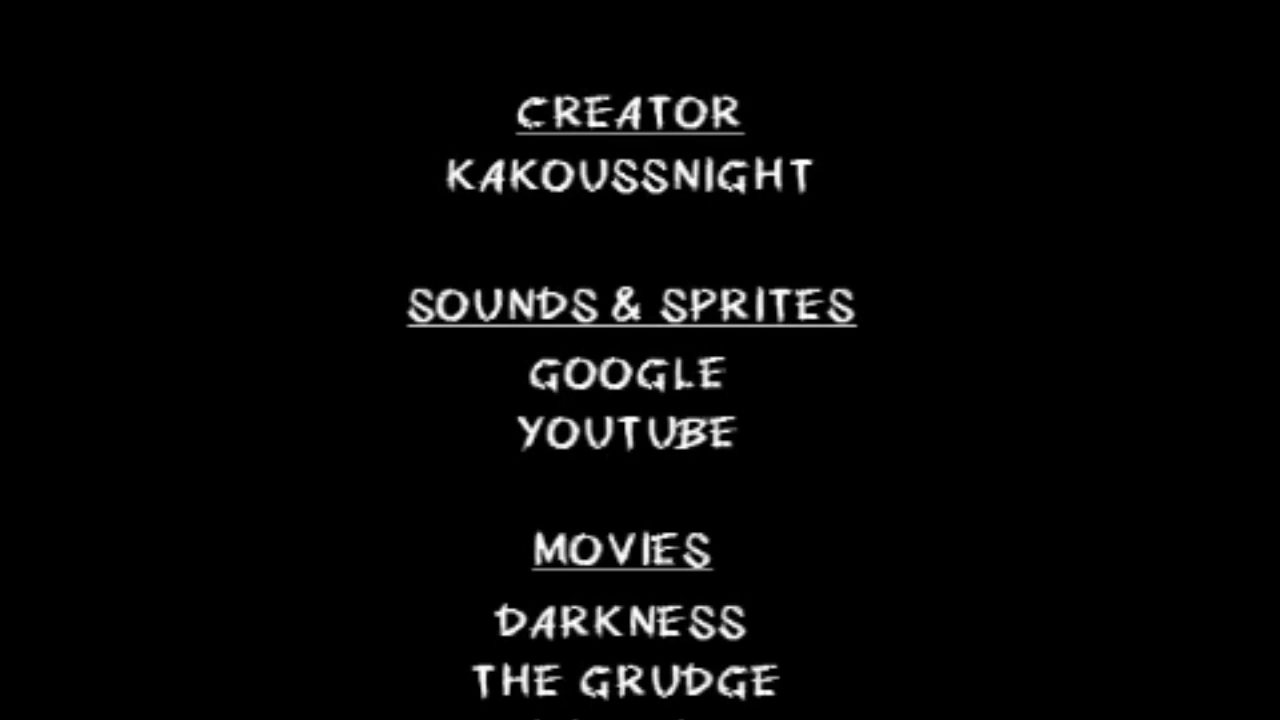 CREATOR
KAKOUSSNIGHT
SOUNDS & SPRITES
GOOGLE
YOUTUBE
MOVIES
DARKNESS
THE GRUDGE